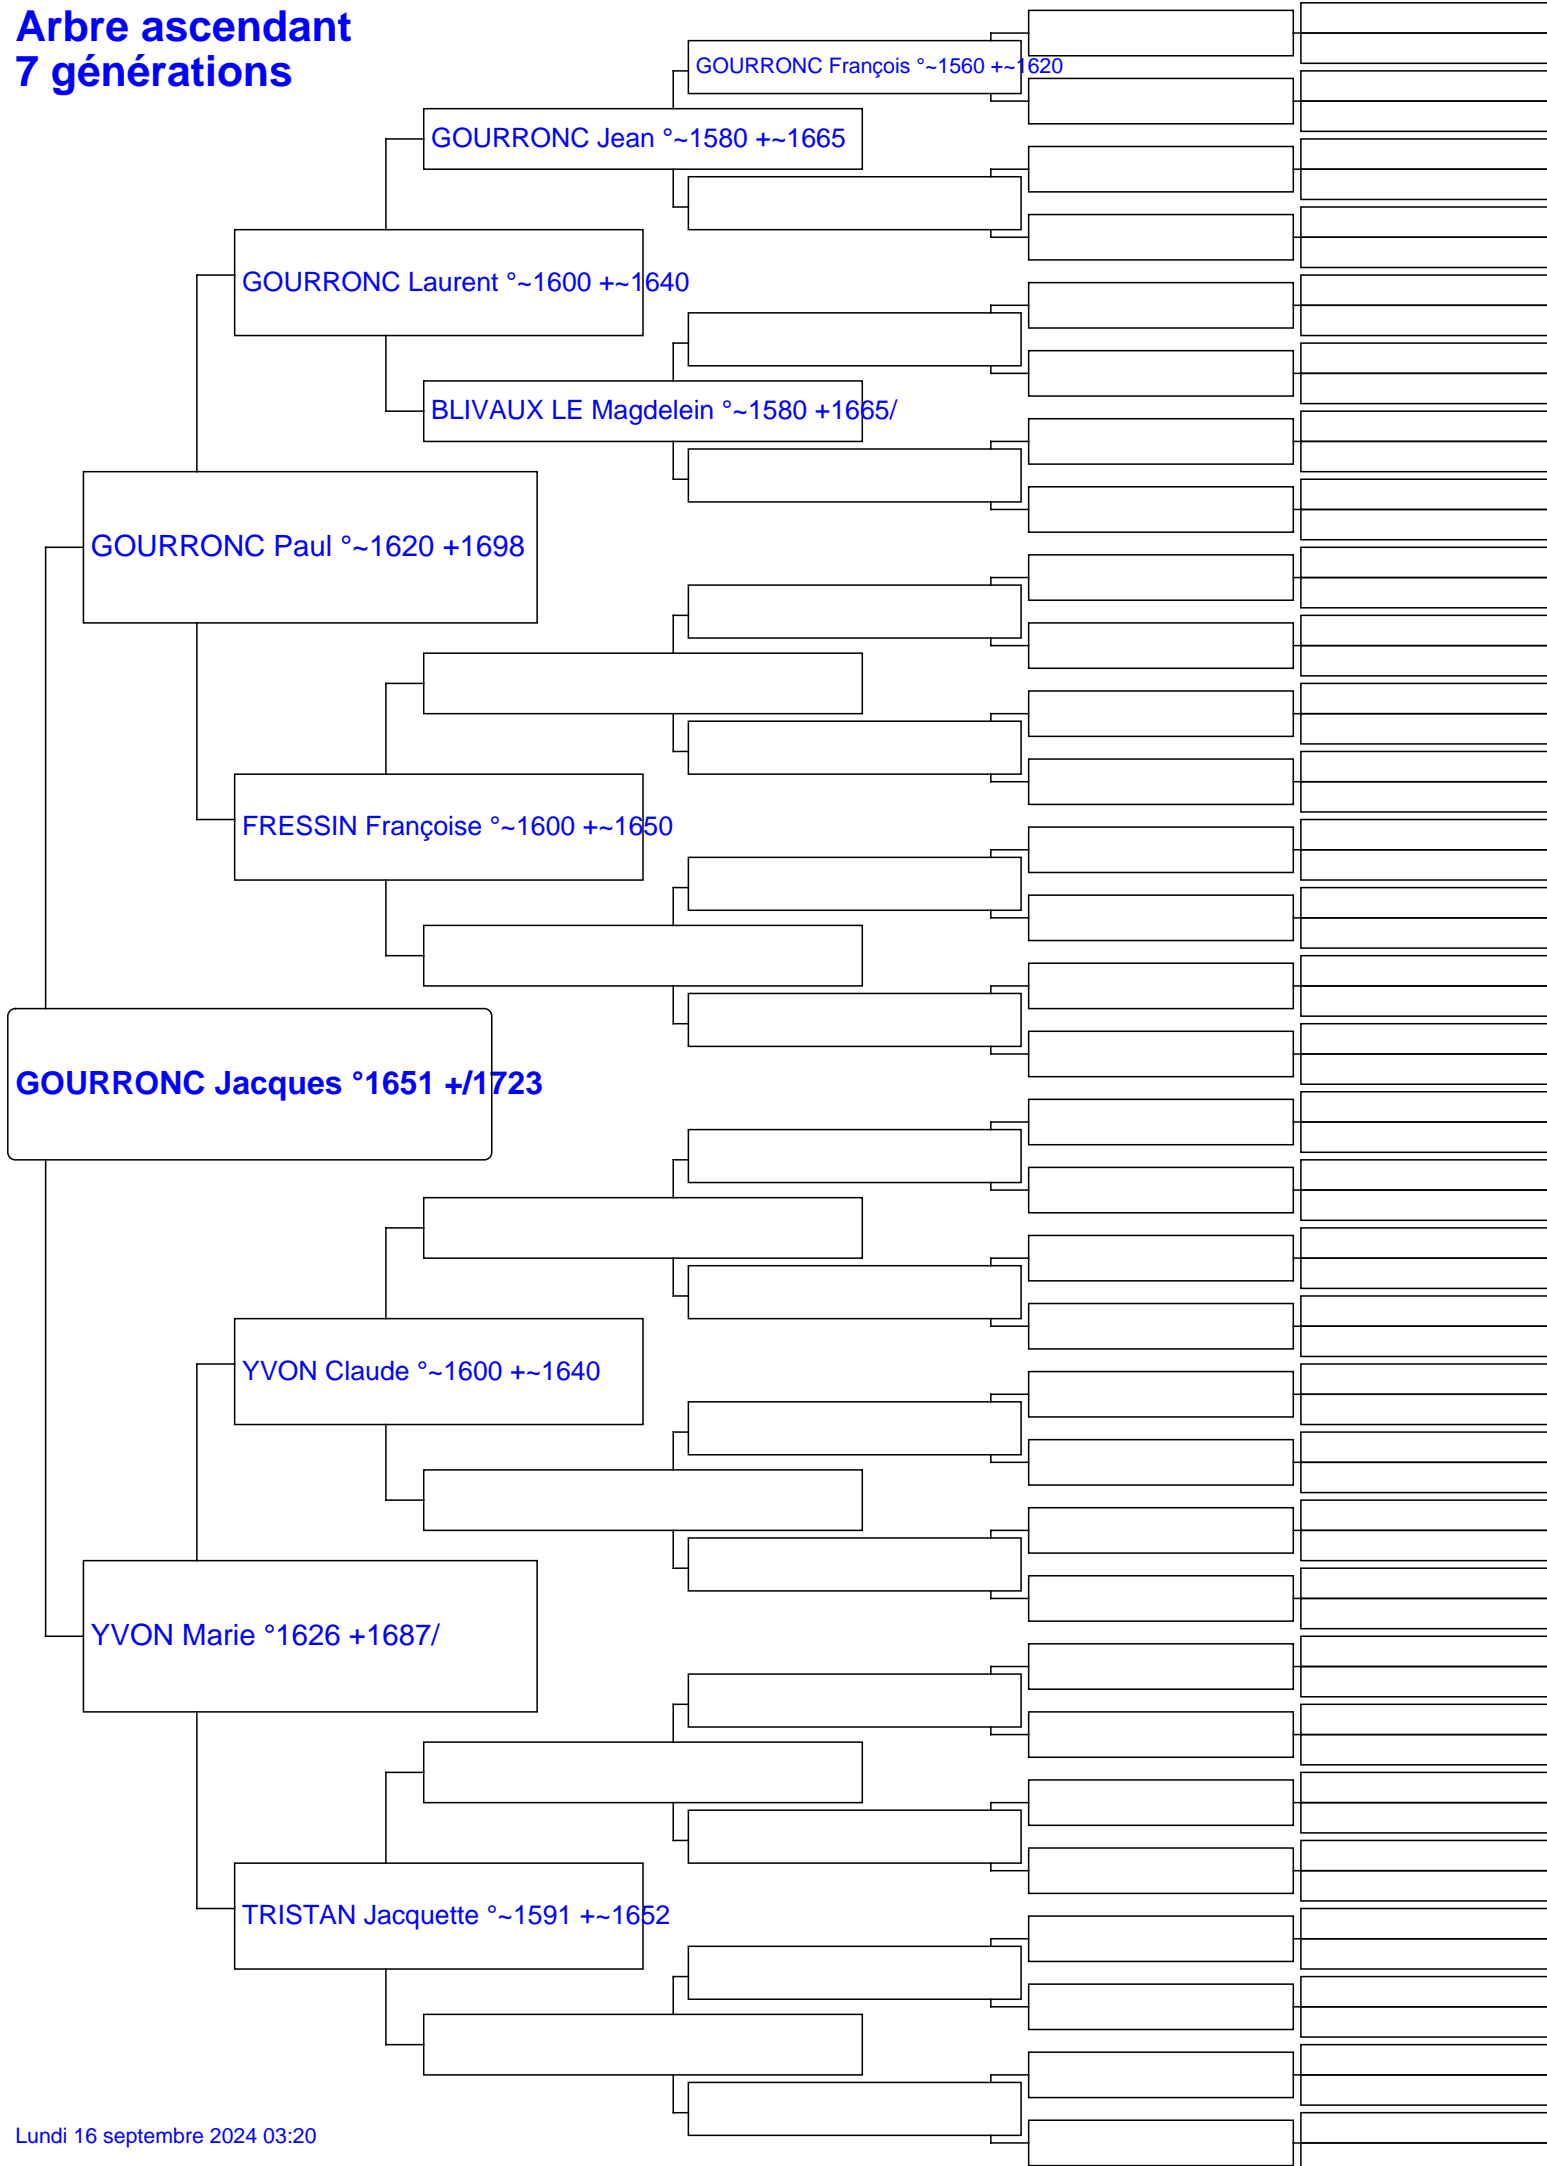 Arbre ascendant
7 générations
GOURRONC François °~1560 +~1620
GOURRONC Jean °~1580 +~1665
GOURRONC Laurent °~1600 +~1640
BLIVAUX LE Magdelein °~1580 +1665/
GOURRONC Paul °~1620 +1698
FRESSIN Françoise °~1600 +~1650
GOURRONC Jacques °1651 +/1723
YVON Claude °~1600 +~1640
YVON Marie °1626 +1687/
TRISTAN Jacquette °~1591 +~1652
Lundi 16 septembre 2024 03:20